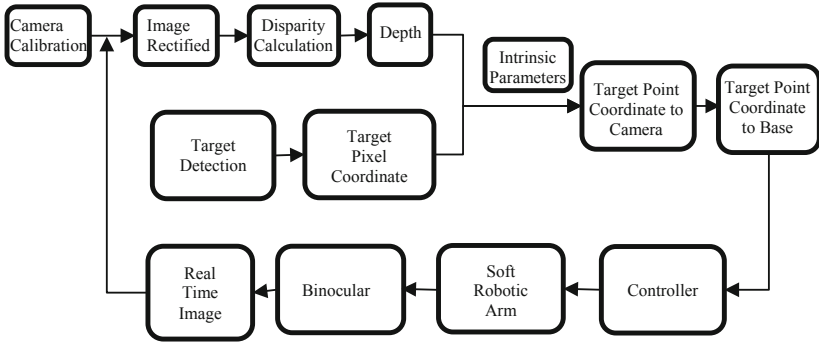 Camera
Calibration
Image
Rectified
Disparity
Calculation
Depth
Intrinsic
Parameters
Target Point
Coordinate to
Camera
Target Point
Coordinate
to Base
Target
Detection
Target
Pixel
Coordinate
Real
Time
Image
Binocular
Soft
Robotic
Arm
Controller